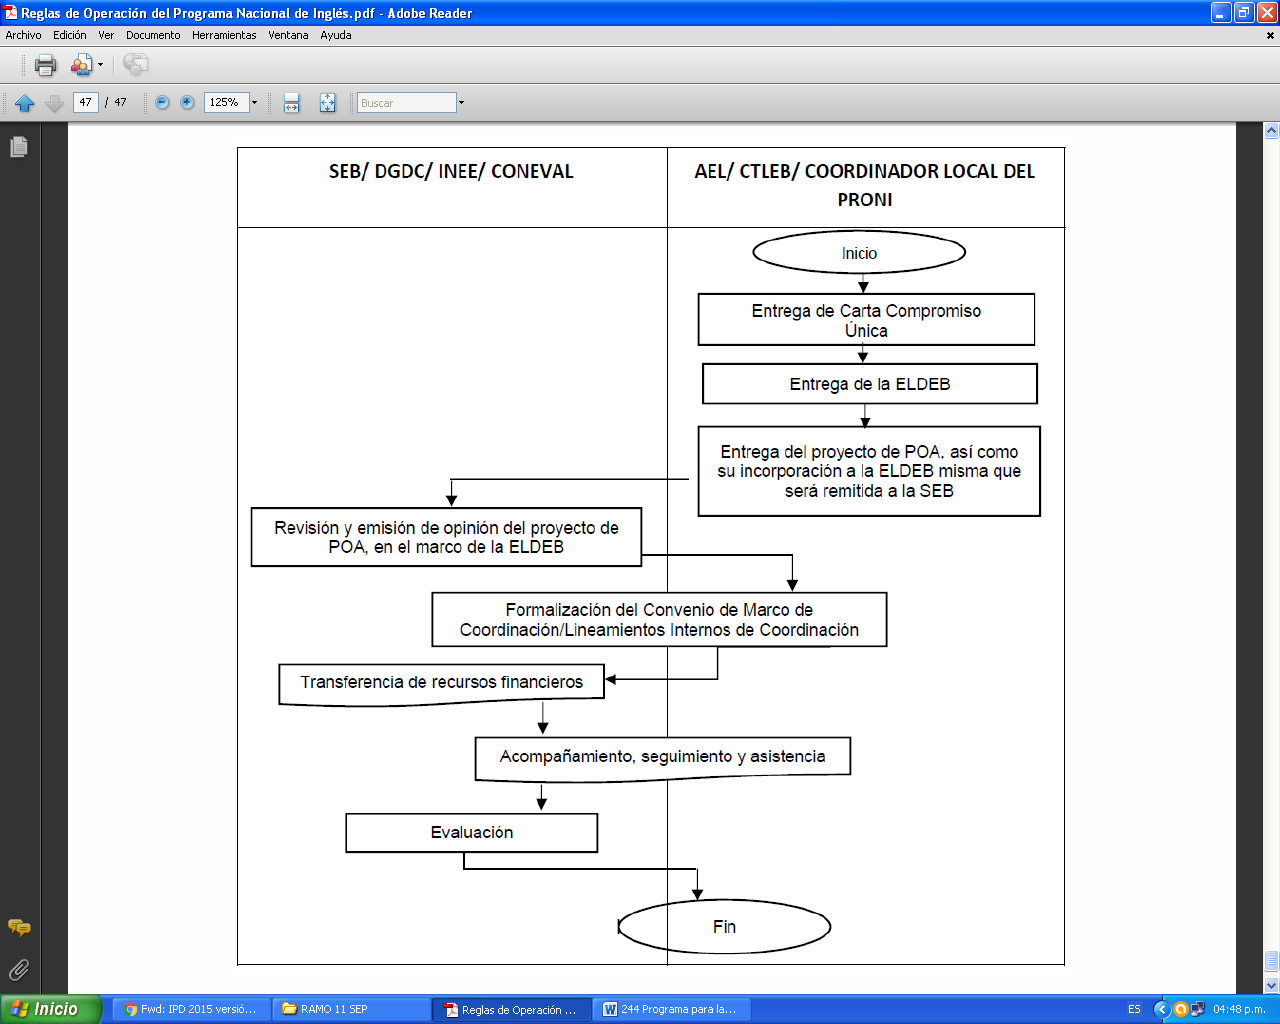 Reglas de Operación del Programa Nacional de Inglés.pdf - Adobe Reader
Archivo Edición Ver Documento Herramientas Ventana Ayuda
47 / 47 125% Buscar
SEB/ DGDC/ INEE/ CONEVAL
AEL/ CTLEB/ COORDINADOR LOCAL DEL
PRONI
Inicio
Entrega de Carta Compromiso
Única
Entrega de la ELDEB
Entrega del proyecto de POA, así como
su incorporación a la ELDEB misma que
será remitida a la SEB
Revisión y emisión de opinión del proyecto de
POA, en el marco de la ELDEB
Formalización del Convenio de Marco de
Coordinación/Lineamientos Internos de Coordinación
Transferencia de recursos financieros
Acompañamiento, seguimiento y asistencia
Evaluación
Fin
Inicio Fwd: IPD 2015 versió... RAMO 11 SEP Reglas de Operación ... 244 Programa para la... ES 04:48 p.m.